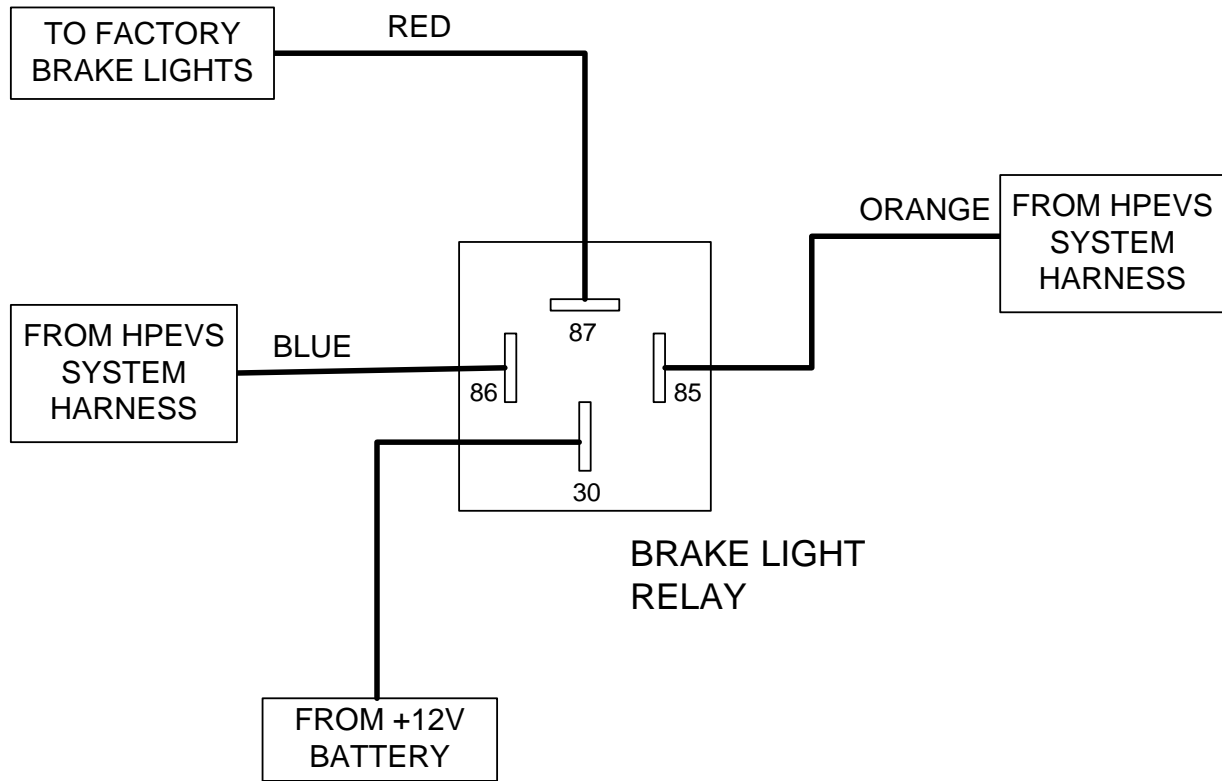 TO FACTORY
BRAKE LIGHTS
RED
ORANGE
FROM HPEVS
SYSTEM
HARNESS
FROM HPEVS
SYSTEM
HARNESS
BLUE
87
86
85
30
BRAKE LIGHT
RELAY
FROM +12V
BATTERY